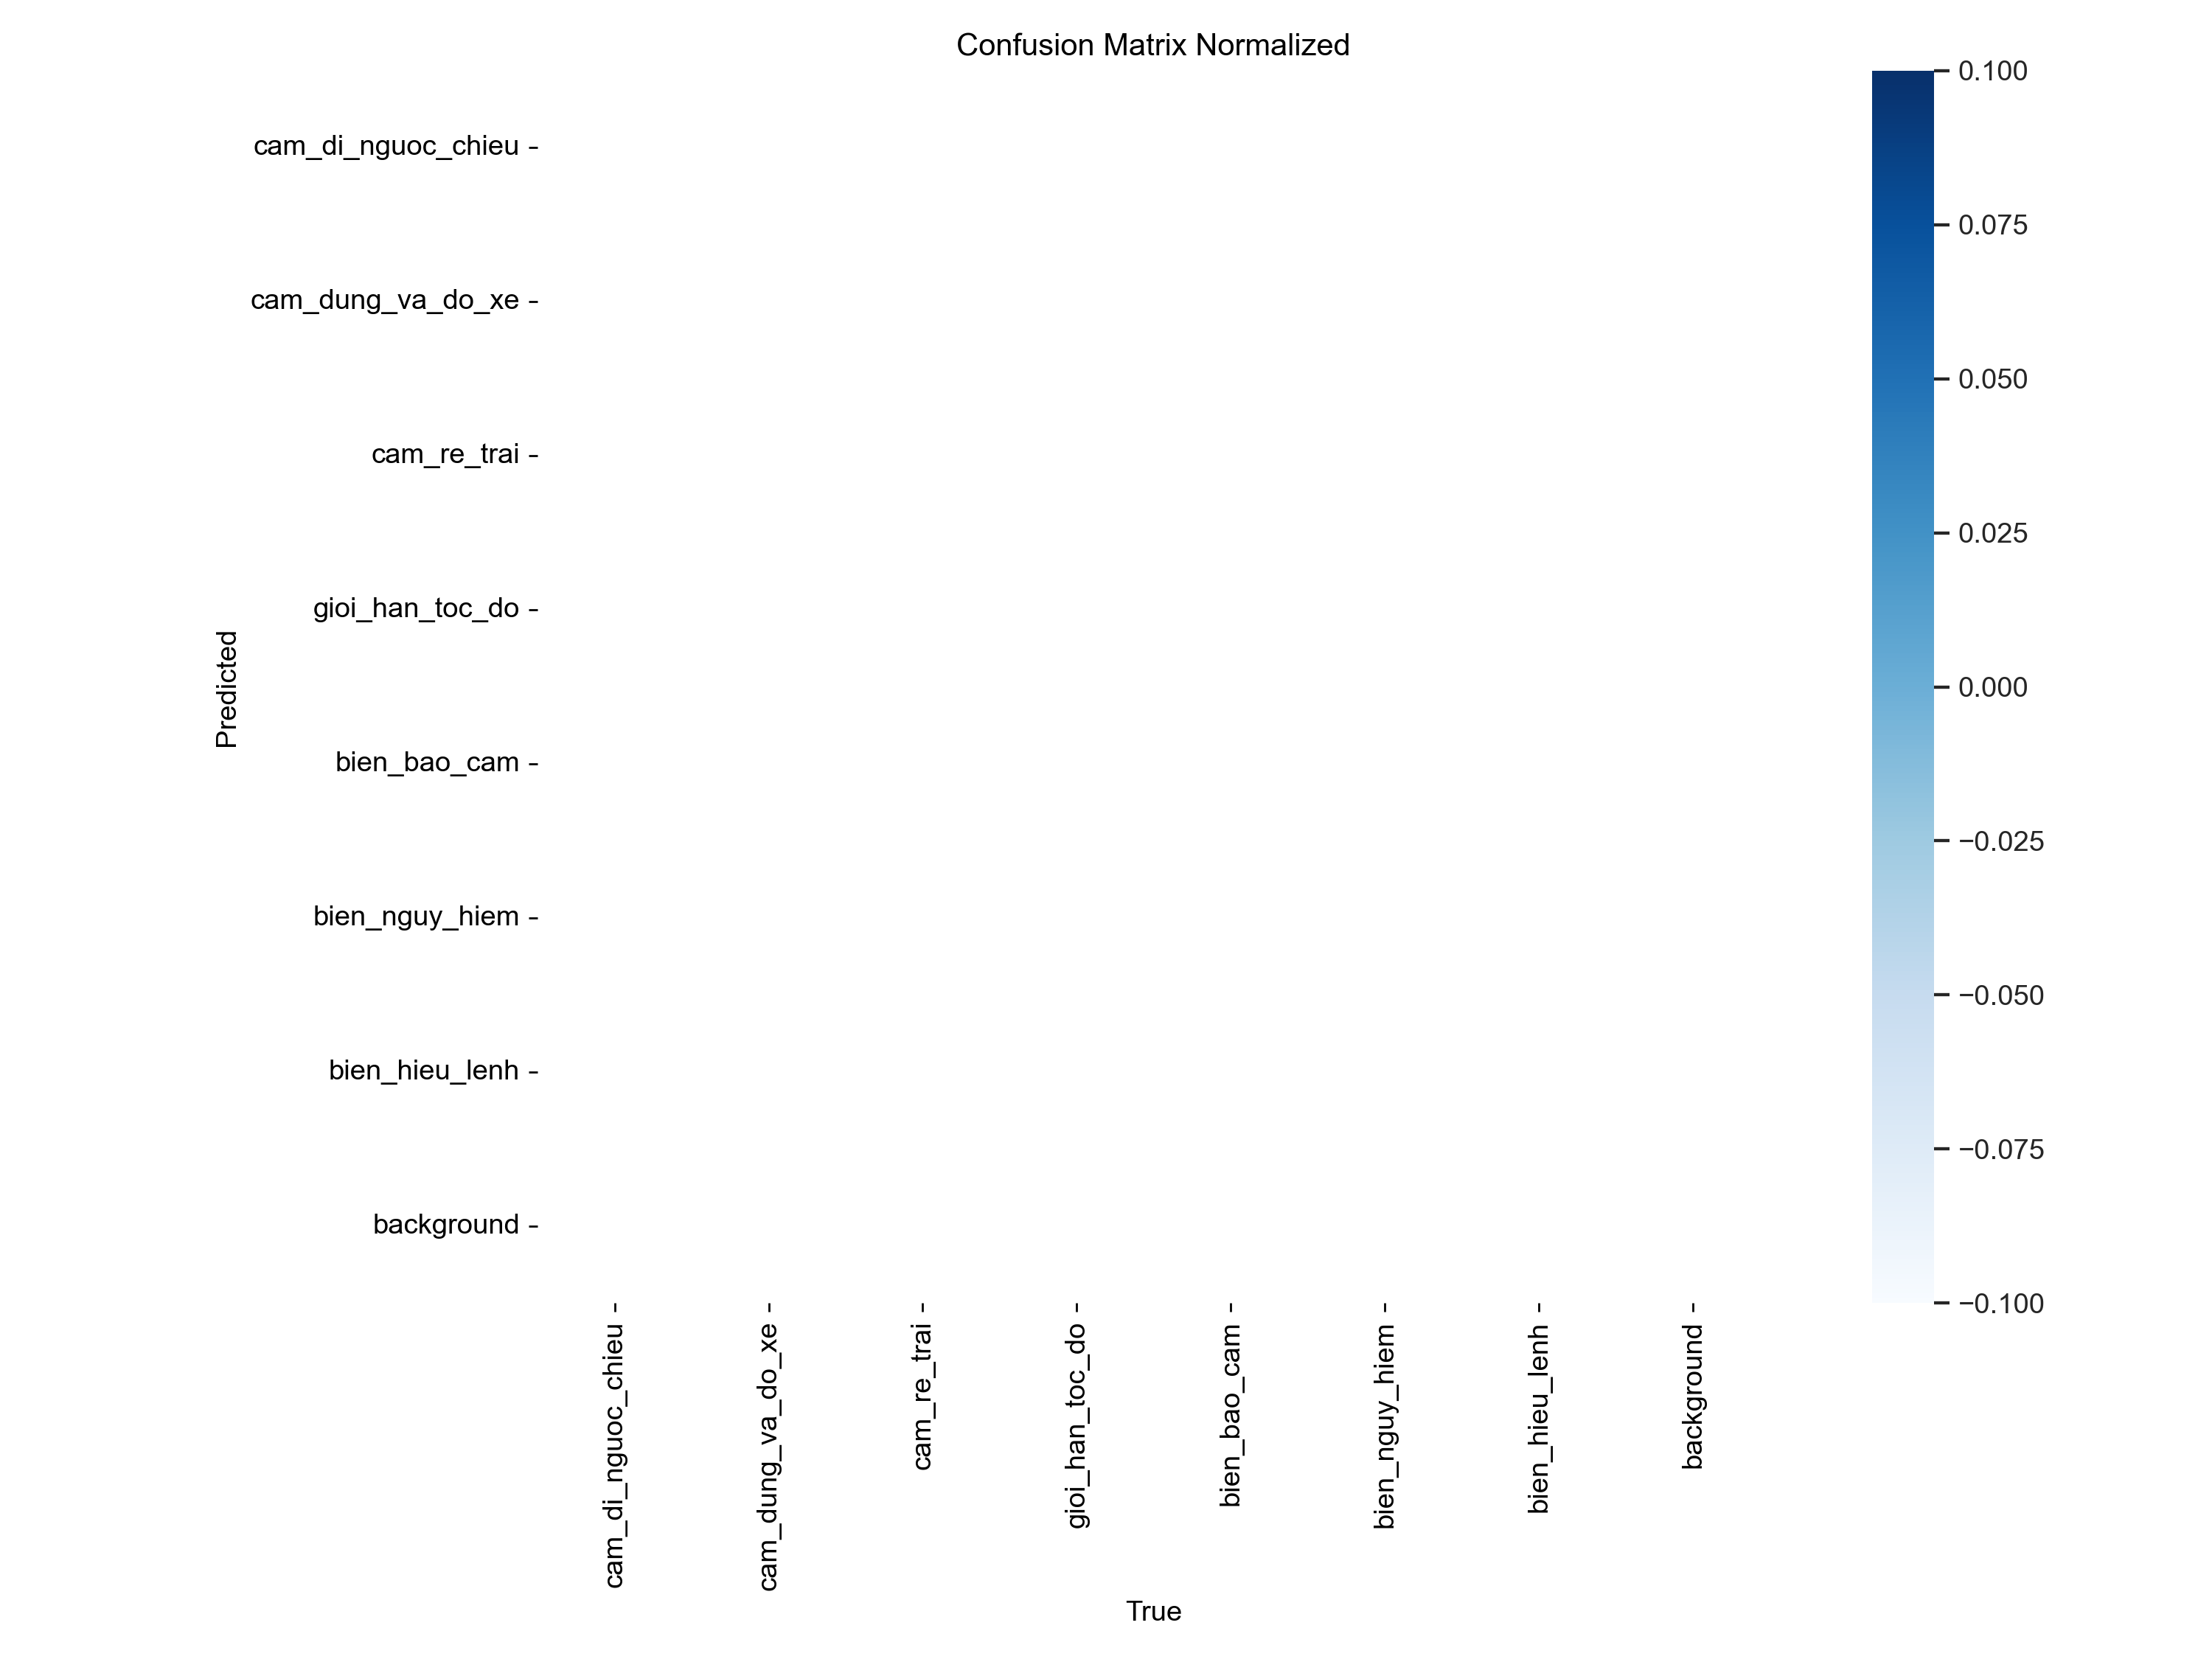 Confusion Matrix Normalized
Predicted
cam_di_nguoc_chieu
cam_dung_va_do_xe
cam_re_trai
gioi_han_toc_do
bien_bao_cam
bien_nguy_hiem
bien_hieu_lenh
background
cam_di_nguoc_chieu
cam_dung_va_do_xe
cam_re_trai
gioi_han_toc_do
bien_bao_cam
bien_nguy_hiem
bien_hieu_lenh
background
True
0.100
0.075
0.050
0.025
0.000
−0.025
−0.050
−0.075
−0.100